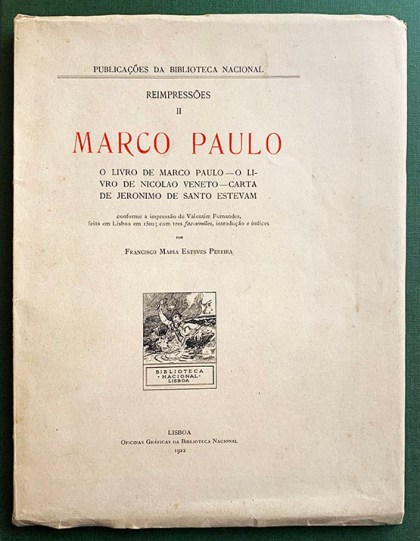 PUBLICAÇÕES DA BIBLIOTECA NACIONAL
REIMPRESSÕES
II
MARCO PAULO
O LIVRO DE MARCO PAULO—O LI-
VRO DE NICOLAO VENETO—CARTA
DE JERONIMO DE SANTO ESTEVAM
conforme a impressão de Valentim Fernandes,
feita em Lisboa em 1502; com tres fac-similes, introdução e indices
POR
FRANCISCO MARIA ESTEVES PEREIRA
BIBLIOTECA
·NACIONAL·
LISBOA
LISBOA
OFICINAS GRÁFICAS DA BIBLIOTECA NACIONAL
1922